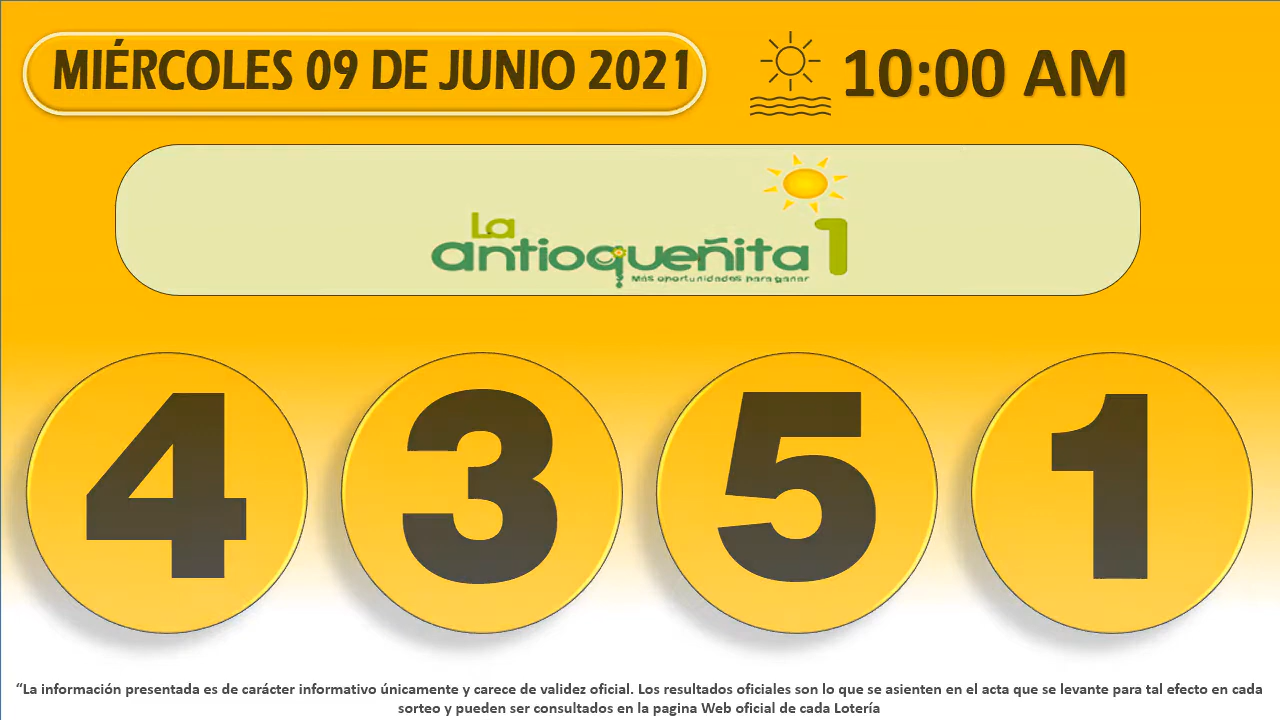 MIÉRCOLES 09 DE JUNIO 2021
10:00 AM
La
antioqueñita 1
Más oportunidades para ganar
4 3 5 1
“La información presentada es de carácter informativo únicamente y carece de validez oficial. Los resultados oficiales son lo que se asienten en el acta que se levante para tal efecto en cada
sorteo y pueden ser consultados en la pagina Web oficial de cada Lotería